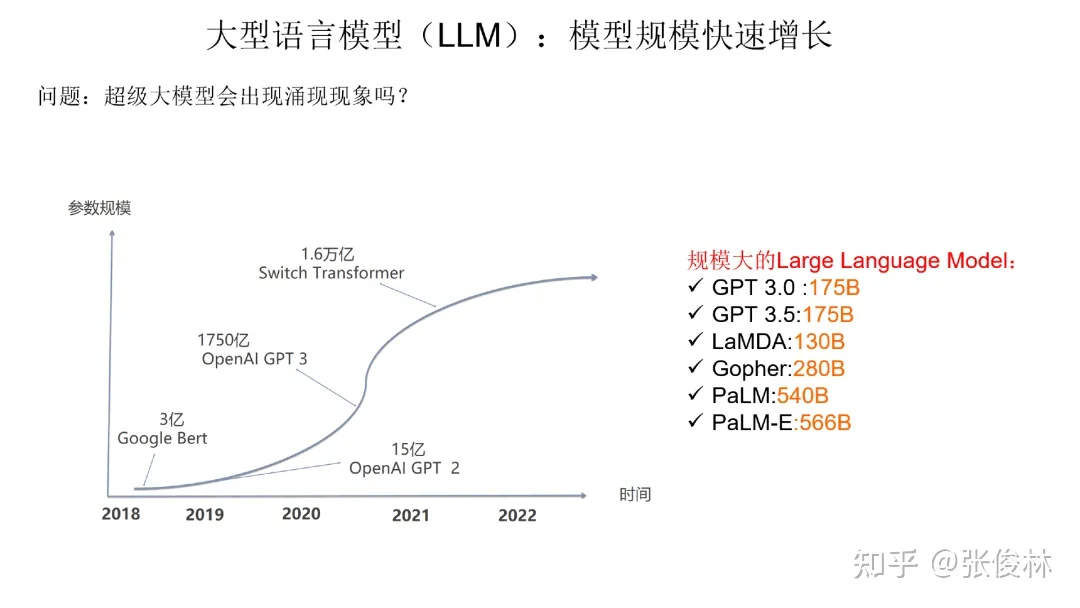 大型语言模型（LLM）：模型规模快速增长
问题：超级大模型会出现涌现现象吗？
参数规模
1.6万亿
Switch Transformer
1750亿
OpenAI GPT 3
3亿
Google Bert
15亿
OpenAI GPT 2
时间
2018 2019 2020 2021 2022
规模大的Large Language Model：
✓ GPT 3.0 :175B
✓ GPT 3.5:175B
✓ LaMDA:130B
✓ Gopher:280B
✓ PaLM:540B
✓ PaLM-E:566B
知乎 @张俊林